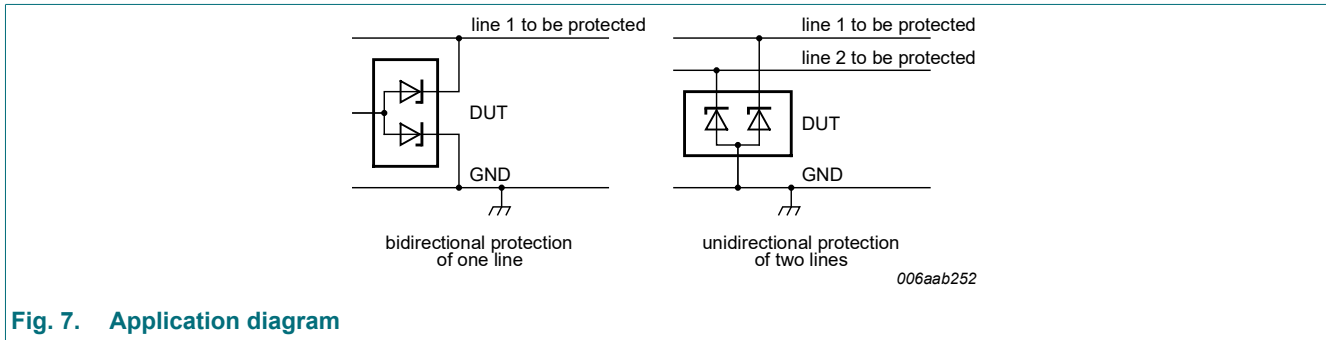 line 1 to be protected
DUT
GND
bidirectional protection
of one line
line 1 to be protected
line 2 to be protected
DUT
GND
unidirectional protection
of two lines
006aab252
Fig. 7. Application diagram